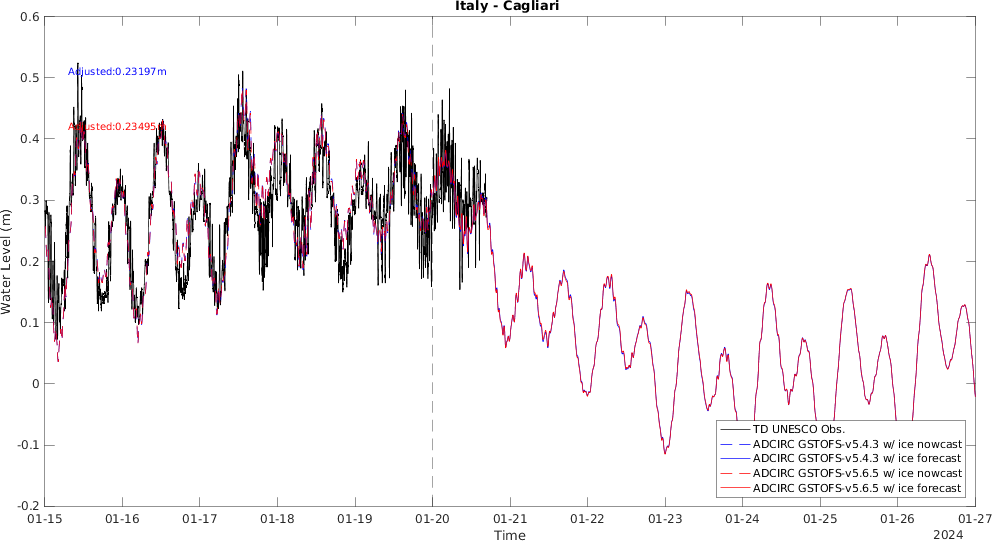 Italy - Cagliari
0.6
0.5
0.4
0.3
0.2
0.1
0
-0.1
-0.2
Water Level (m)
Adjusted:0.23197m
Adjusted:0.23495m
TD UNESCO Obs.
ADCIRC GSTOFS-v5.4.3 w/ ice nowcast
ADCIRC GSTOFS-v5.4.3 w/ ice forecast
ADCIRC GSTOFS-v5.6.5 w/ ice nowcast
ADCIRC GSTOFS-v5.6.5 w/ ice forecast
01-15 01-16 01-17 01-18 01-19 01-20 01-21 01-22 01-23 01-24 01-25 01-26 01-27
Time
2024